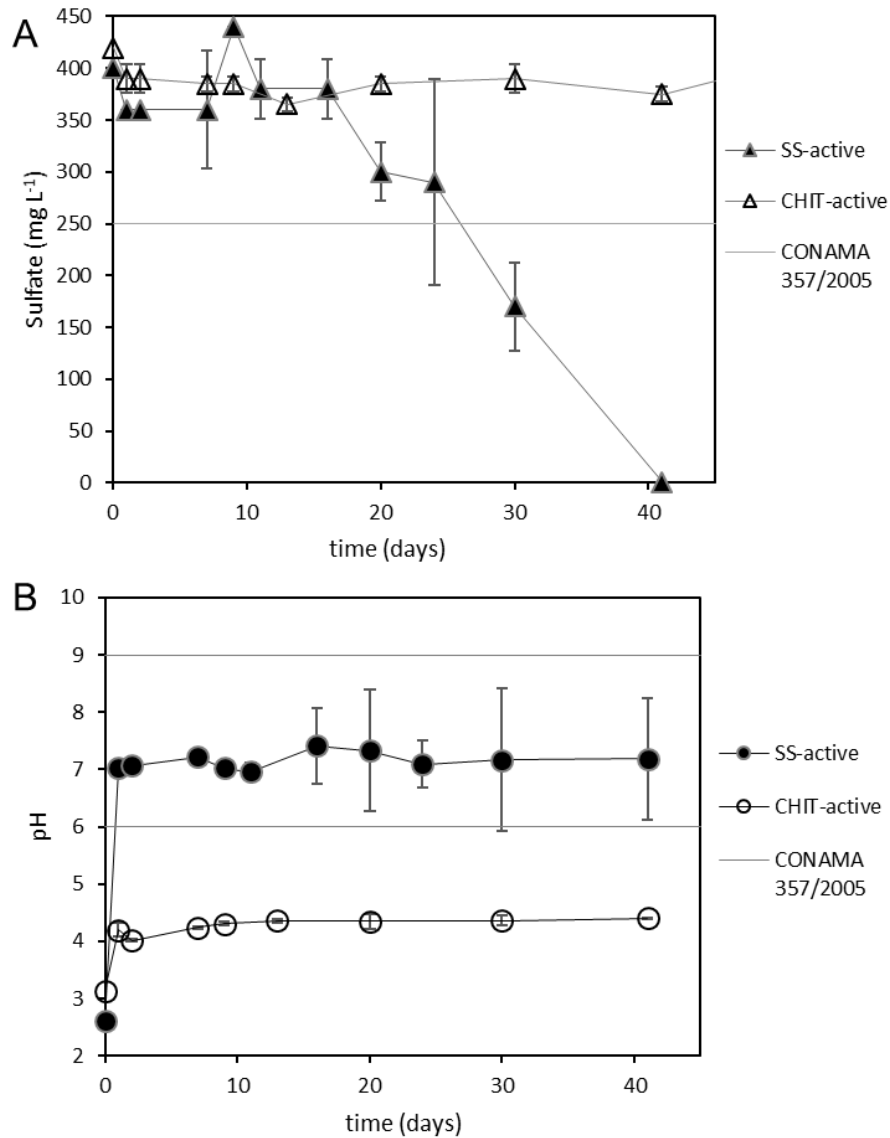 A
450
400
350
300
250
200
150
100
50
0
Sulfate (mg L-1)
0 10 20 30 40
time (days)
SS-active
CHIT-active
CONAMA
357/2005
B
10
9
8
7
6
5
4
3
2
pH
0 10 20 30 40
time (days)
SS-active
CHIT-active
CONAMA
357/2005